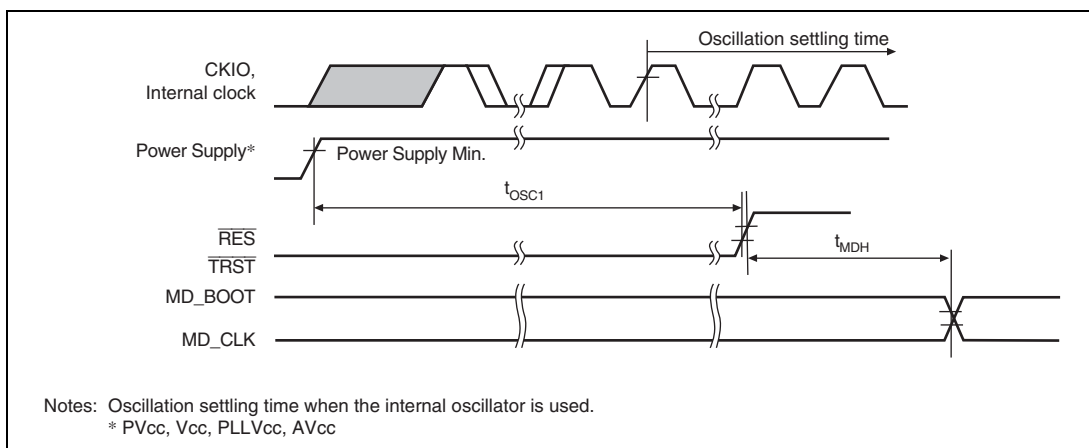 Oscillation settling time
CKIO,
Internal clock
Power Supply*
Power Supply Min.
tOSC1
RES
TRST
tMDH
MD_BOOT
MD_CLK
Notes: Oscillation settling time when the internal oscillator is used.
* PVcc, Vcc, PLLVcc, AVcc